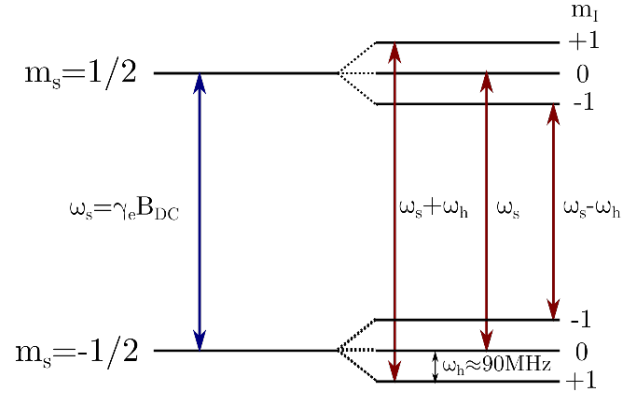 m_I
+1
m_s=1/2
0
-1
ω_s=γ_eB_DC
ω_s+ω_h
ω_s
ω_s-ω_h
-1
m_s=-1/2
0
ω_h≈90MHz
+1